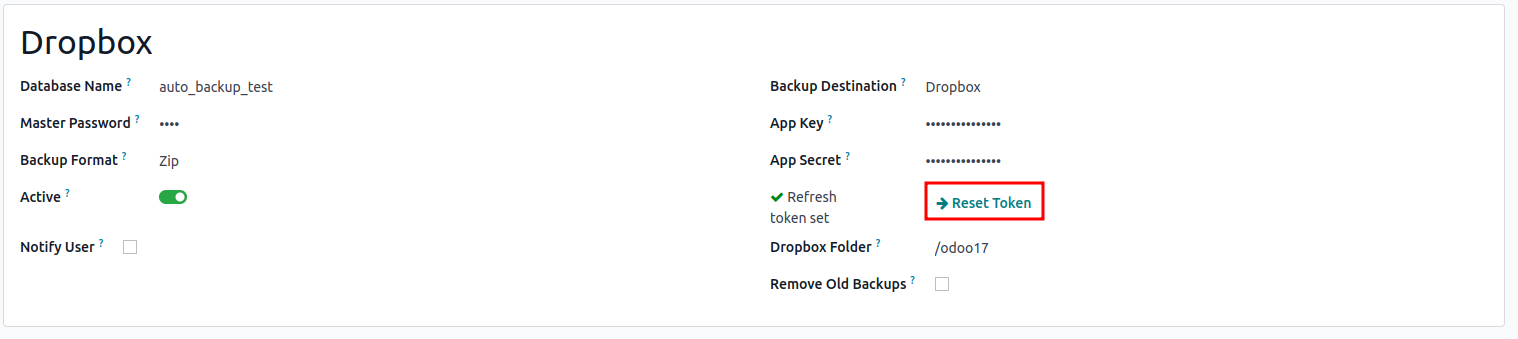 Dropbox
Database Name ? auto_backup_test
Backup Destination ? Dropbox
Master Password ? ••••
App Key ? •••••••••••••••
Backup Format ? Zip
App Secret ? •••••••••••••••
Active ?
Refresh
token set
Reset Token
Notify User ?
Dropbox Folder ? /odoo17
Remove Old Backups ?